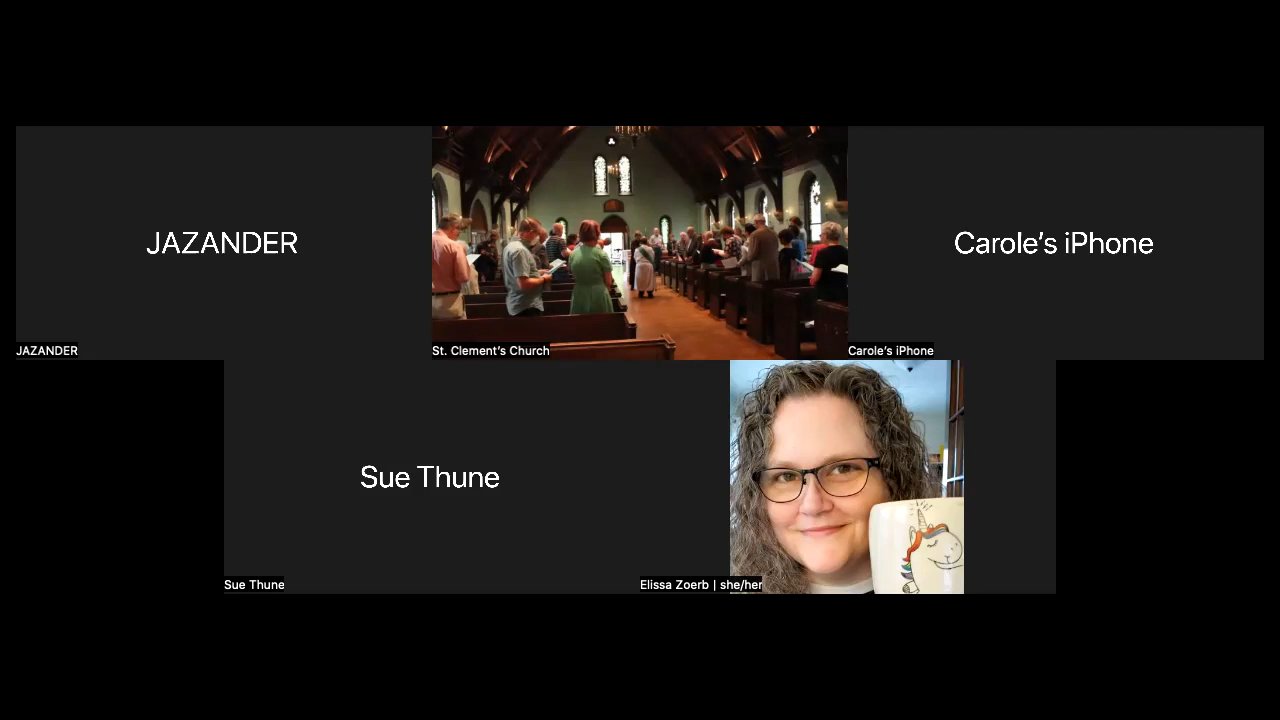 JAZANDER
Carole’s iPhone
JAZANDER
St. Clement’s Church
Carole’s iPhone
Sue Thune
Sue Thune
Elissa Zoerb | she/her